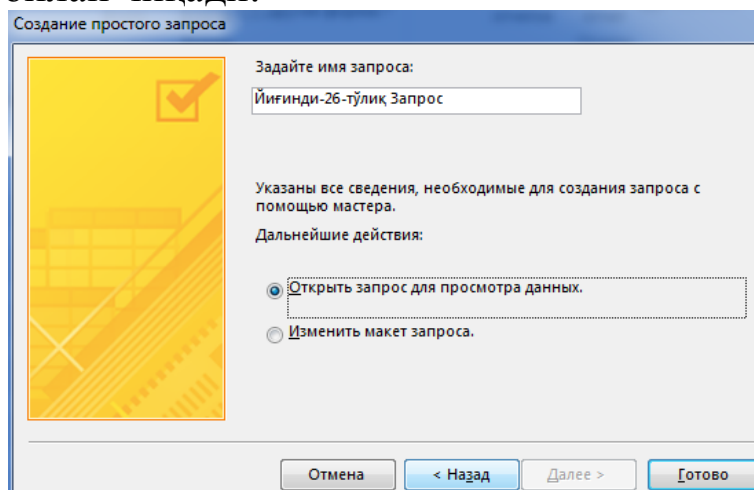 Создание простого запроса
Задайте имя запроса:
Йиғинди-26-тўлиқ Запрос
Указаны все сведения, необходимые для создания запроса с
помощью мастера.
Дальнейшие действия:
Открыть запрос для просмотра данных.
Изменить макет запроса.
Отмена
< Назад
Далее >
Готово